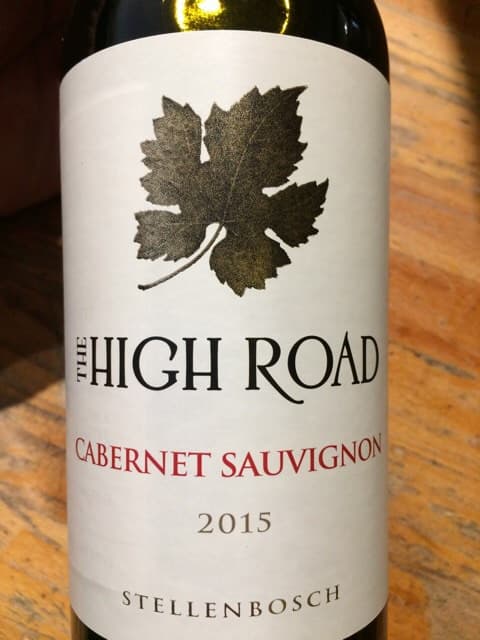 THE HIGH ROAD
CABERNET SAUVIGNON
2015
STELLENBOSCH